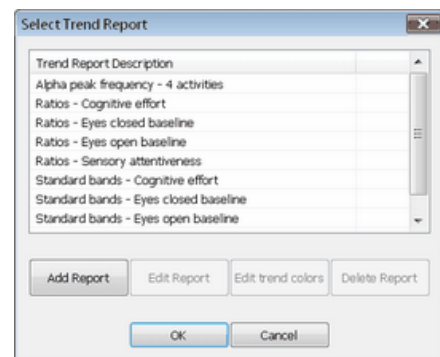 Select Trend Report
Trend Report Description
Alpha peak frequency - 4 activities
Ratios - Cognitive effort
Ratios - Eyes closed baseline
Ratios - Eyes open baseline
Ratios - Sensory attentiveness
Standard bands - Cognitive effort
Standard bands - Eyes closed baseline
Standard bands - Eyes open baseline
Add Report Edit Report Edit trend colors Delete Report
OK Cancel